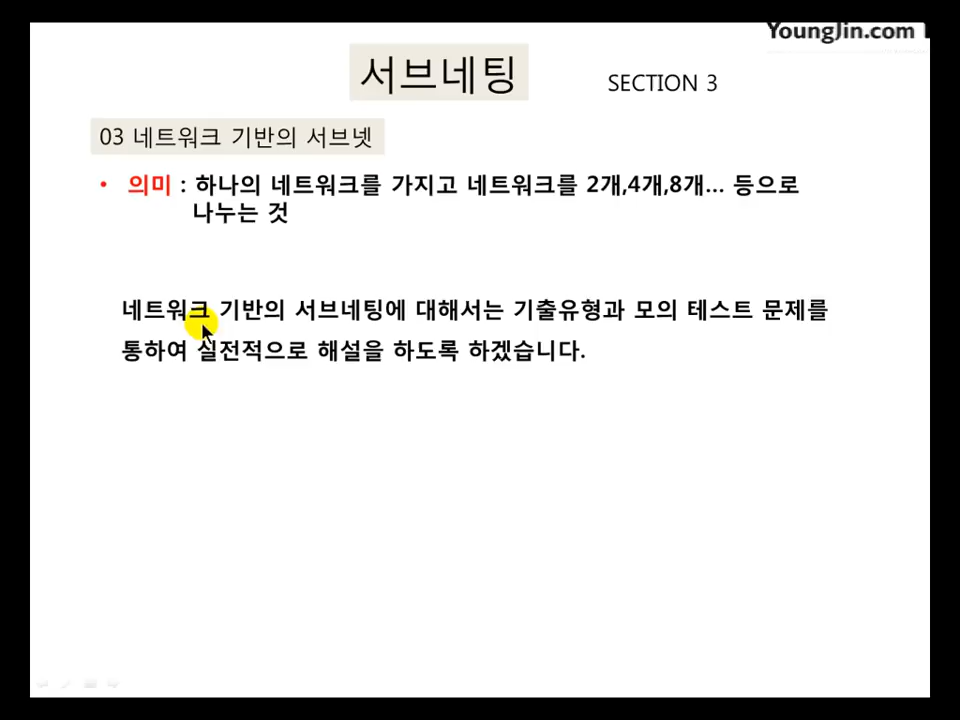 YoungJin.com
서브네팅
SECTION 3
03 네트워크 기반의 서브넷
• 의미 : 하나의 네트워크를 가지고 네트워크를 2개,4개,8개... 등으로
나누는 것
네트워크 기반의 서브네팅에 대해서는 기출유형과 모의 테스트 문제를
통하여 실전적으로 해설을 하도록 하겠습니다.